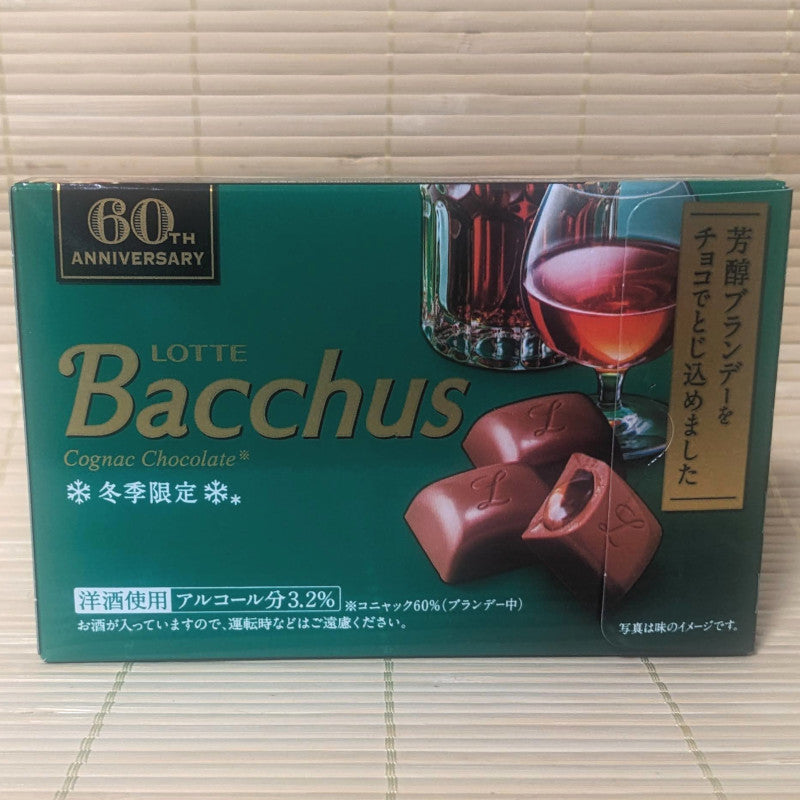 60TH
ANNIVERSARY
LOTTE
Bacchus
Cognac Chocolate※
冬季限定
洋酒使用 アルコール分3.2% ※コニャック60%(ブランデー中)
お酒が入っていますので、運転時などはご遠慮ください。
芳醇ブランデーを
チョコでとじ込めました
L
L
L
写真は味のイメージです。